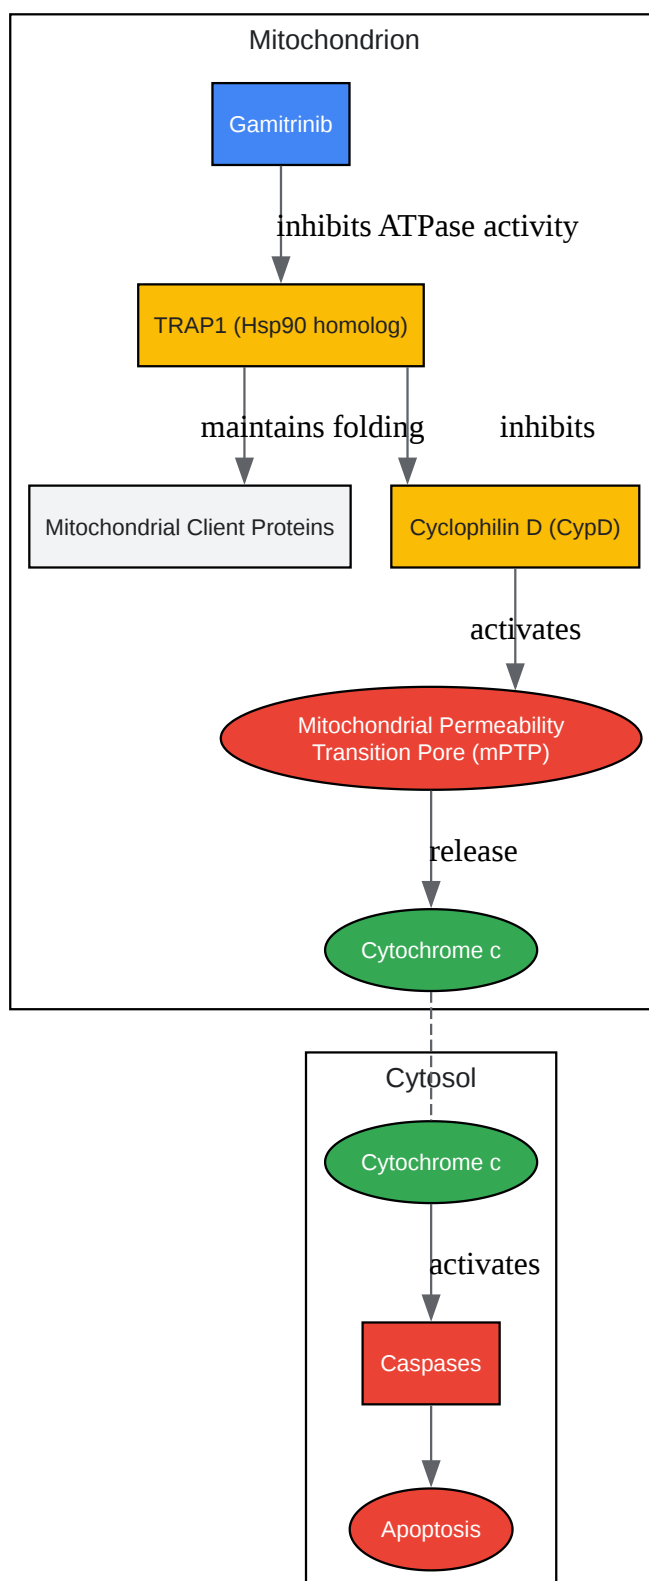 Mitochondrion
Gamitrinib
inhibits ATPase activity
TRAP1 (Hsp90 homolog)
maintains folding
inhibits
Mitochondrial Client Proteins
Cyclophilin D (CypD)
activates
Mitochondrial Permeability
Transition Pore (mPTP)
release
Cytochrome c
Cytosol
Cytochrome c
activates
Caspases
Apoptosis